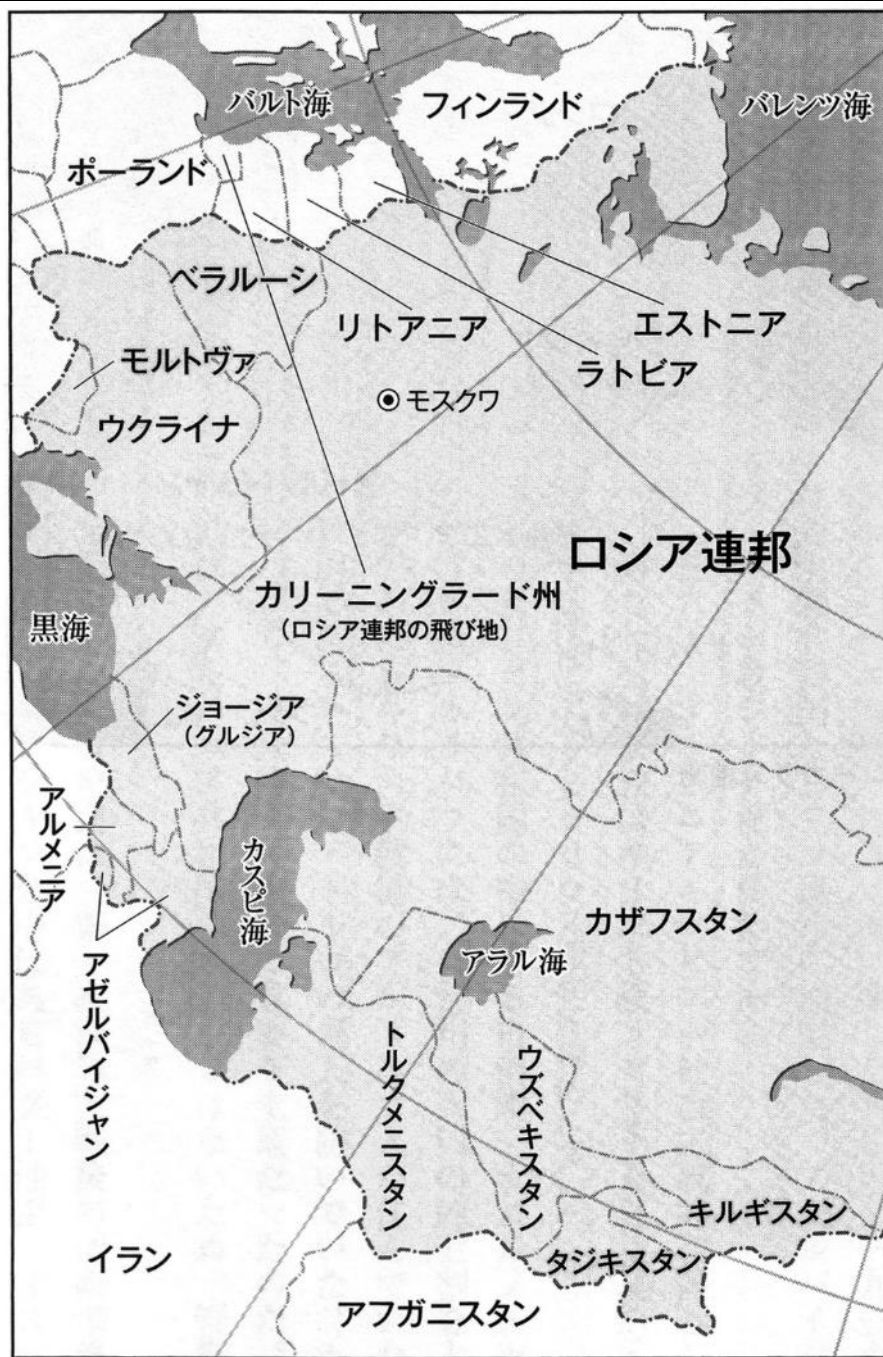 バルト海
フィンランド
バレンツ海
ポーランド
ベラルーシ
リトアニア
エストニア
ラトビア
モルトヴァ
モスクワ
ウクライナ
ロシア連邦
カリーニングラード州
(ロシア連邦の飛び地)
黒海
ジョージア
(グルジア)
アルメニア
カスピ海
カザフスタン
アラル海
アゼルバイジャン
トルクメニスタン
ウズベキスタン
キルギスタン
タジキスタン
イラン
アフガニスタン